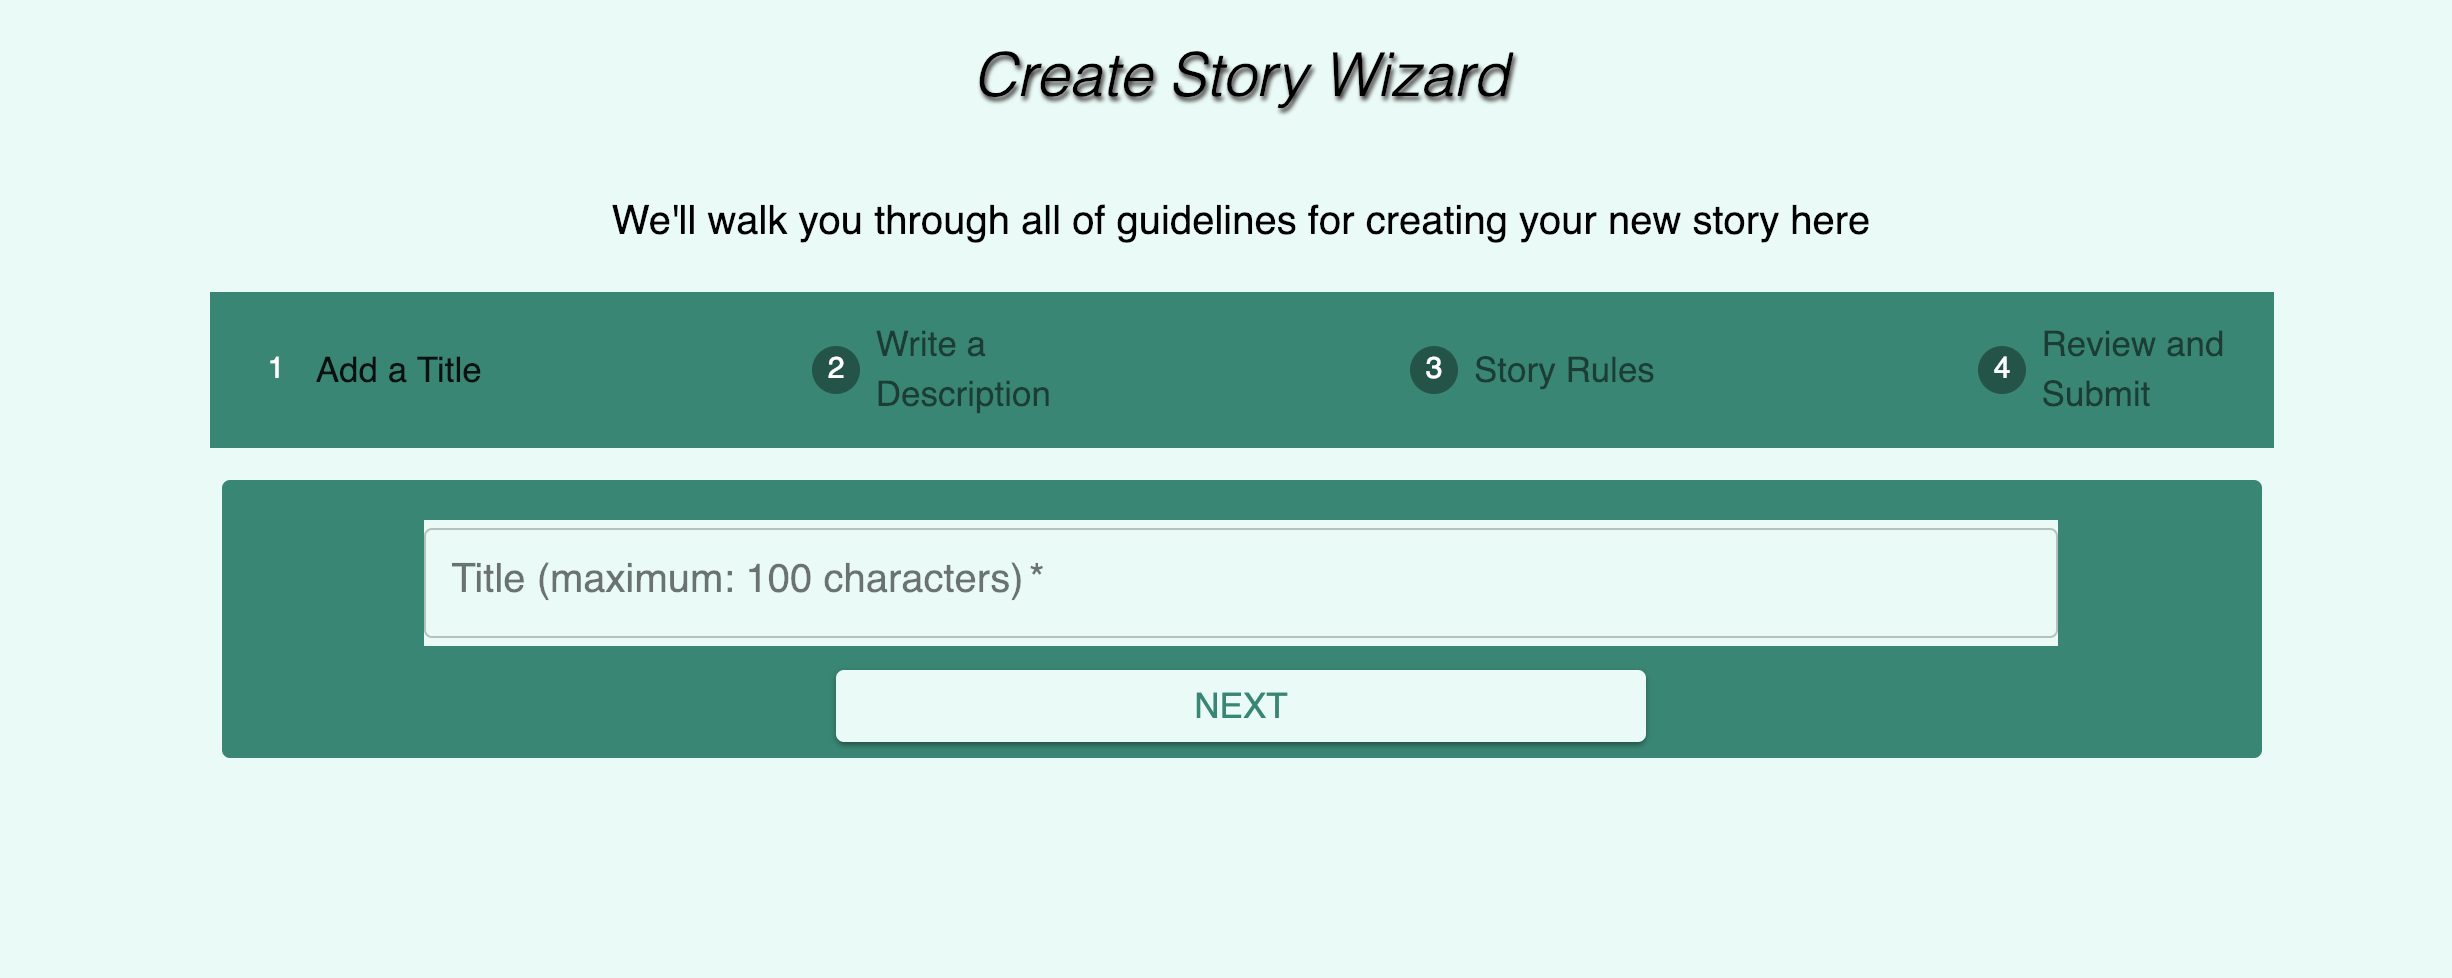 Create Story Wizard
We'll walk you through all of guidelines for creating your new story here
1 Add a Title
2 Write a
Description
3 Story Rules
4 Review and
Submit
Title (maximum: 100 characters) *
NEXT